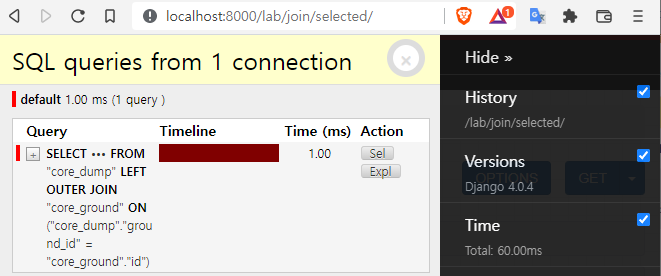 localhost:8000/lab/join/selected/
1
SQL queries from 1 connection
default 1.00 ms (1 query )
Query Timeline Time (ms) Action
+ SELECT ••• FROM 1.00 Sel
"core_dump" LEFT Expl
OUTER JOIN
"core_ground" ON
("core_dump"."grou
nd_id" =
"core_ground"."id")
Hide »
History
/lab/join/selected/
Versions
Django 4.0.4
OPTIONS GET
Time
Total: 60.00ms